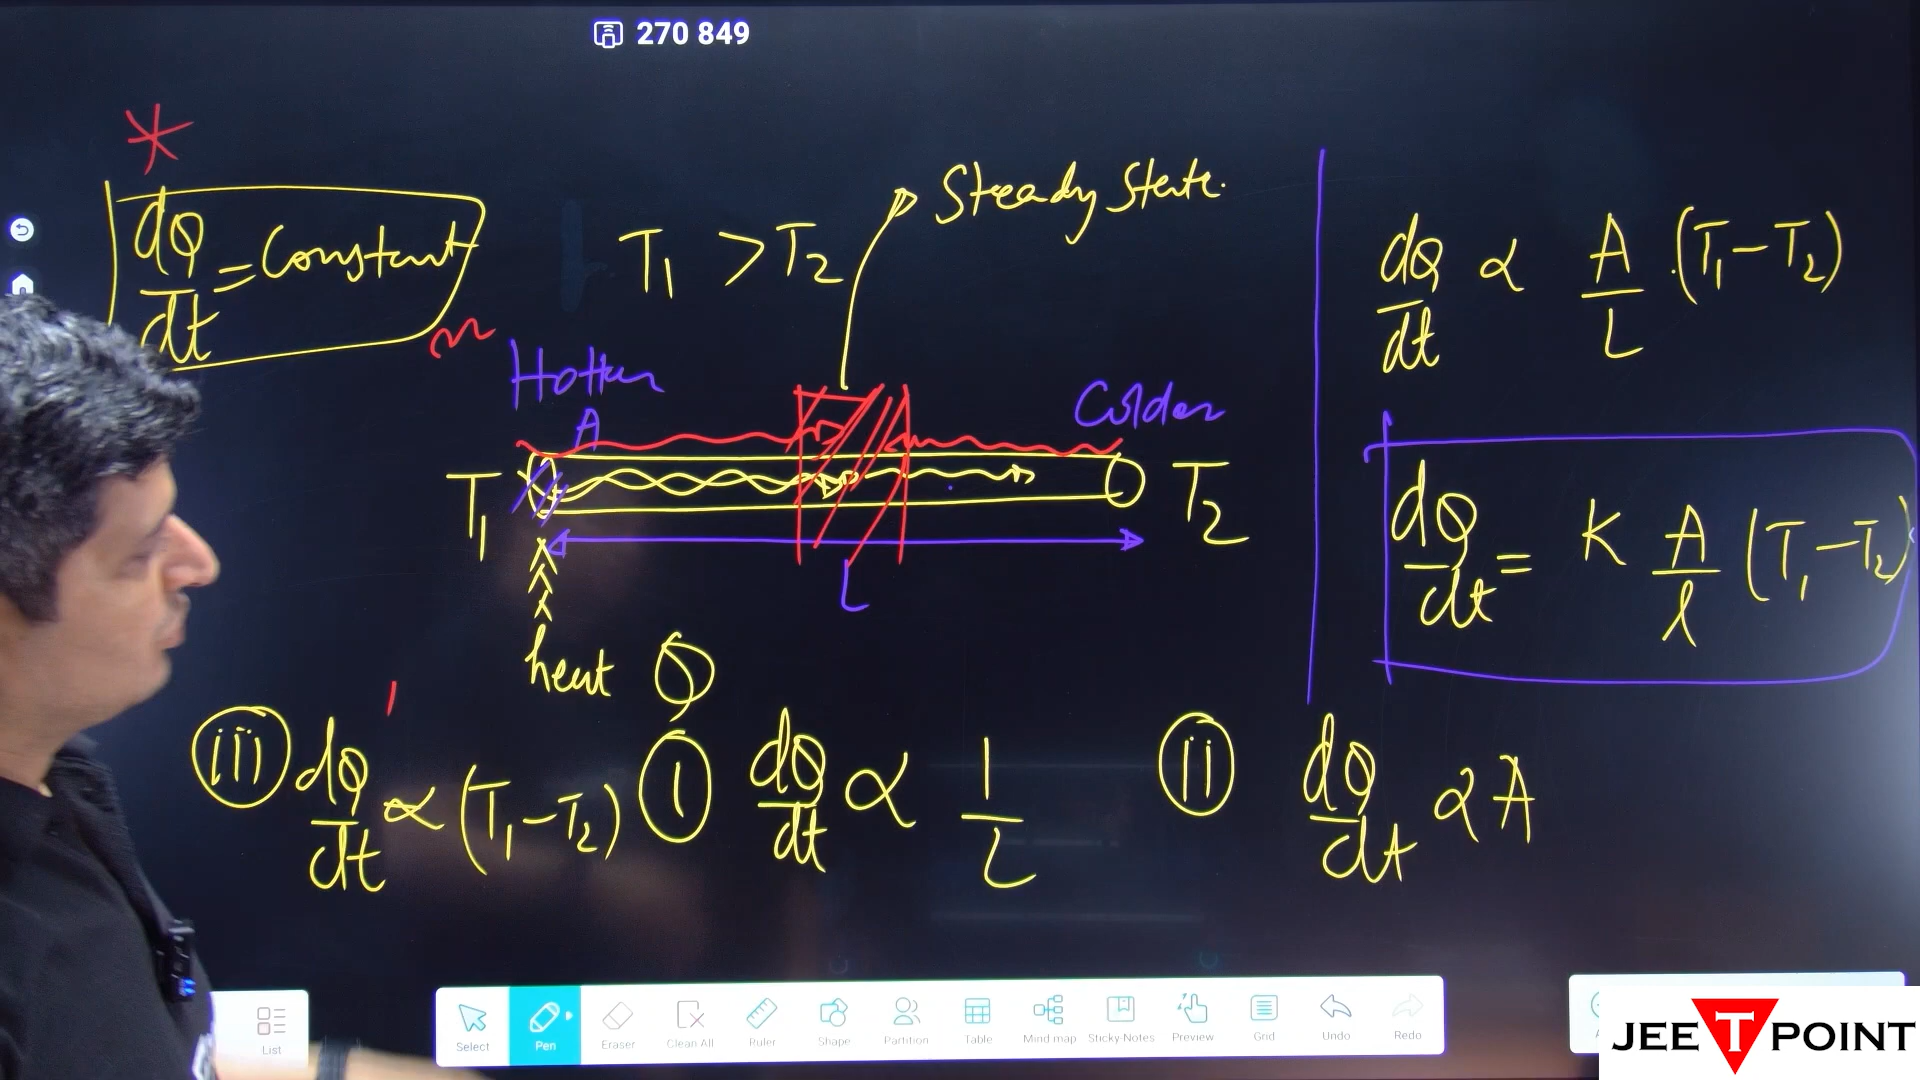 270 849
*
dQ/dt = Constant
T1 > T2
Steady State.
dQ/dt ∝ A/L (T1-T2)
Hotter
A
Colder
T1
T2
L
dQ/dt = K A/l (T1-T2)
heat Q
iii dQ/dt ∝ (T1-T2)
i dQ/dt ∝ 1/L
ii dQ/dt ∝ A
List
Select
Pen
Eraser
Clean All
Ruler
Shape
Partition
Table
Mind map
Sticky-Notes
Preview
Grid
Undo
Redo
JEE T POINT